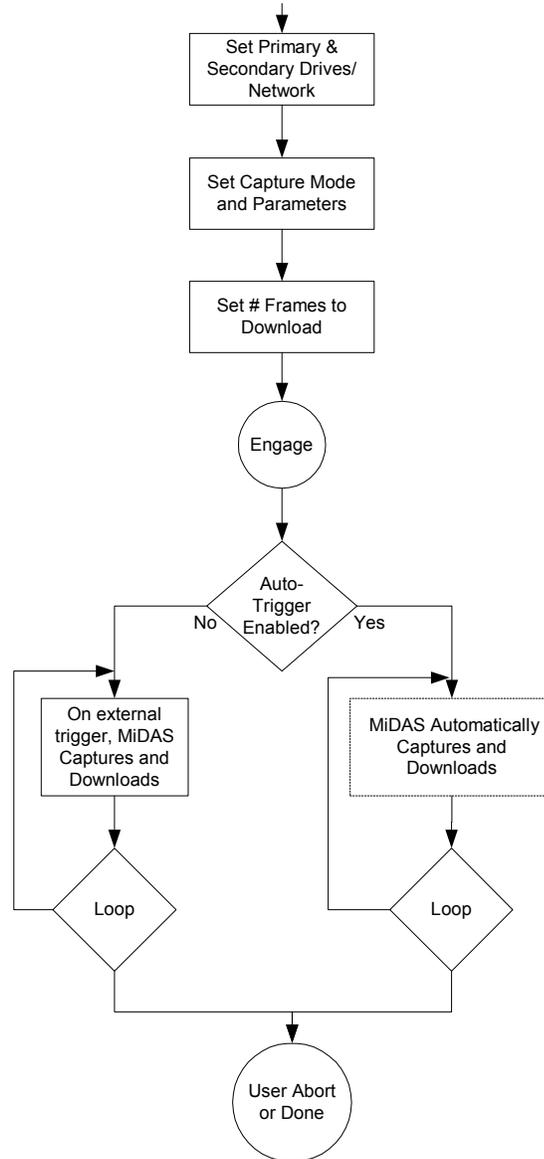 Set Primary &
Secondary Drives/
Network
Set Capture Mode
and Parameters
Set # Frames to
Download
Engage
Auto-
Trigger
Enabled?
No
Yes
On external
trigger, MiDAS
Captures and
Downloads
MiDAS Automatically
Captures and
Downloads
Loop
Loop
User Abort
or Done